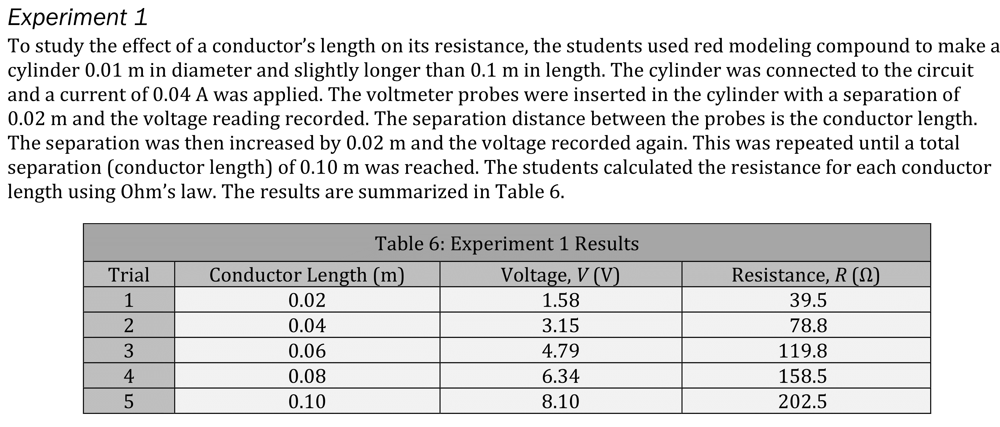 Experiment 1
To study the effect of a conductor’s length on its resistance, the students used red modeling compound to make a
cylinder 0.01 m in diameter and slightly longer than 0.1 m in length. The cylinder was connected to the circuit
and a current of 0.04 A was applied. The voltmeter probes were inserted in the cylinder with a separation of
0.02 m and the voltage reading recorded. The separation distance between the probes is the conductor length.
The separation was then increased by 0.02 m and the voltage recorded again. This was repeated until a total
separation (conductor length) of 0.10 m was reached. The students calculated the resistance for each conductor
length using Ohm’s law. The results are summarized in Table 6.
Table 6: Experiment 1 Results
Trial Conductor Length (m) Voltage, V (V) Resistance, R (Ω)
1 0.02 1.58 39.5
2 0.04 3.15 78.8
3 0.06 4.79 119.8
4 0.08 6.34 158.5
5 0.10 8.10 202.5